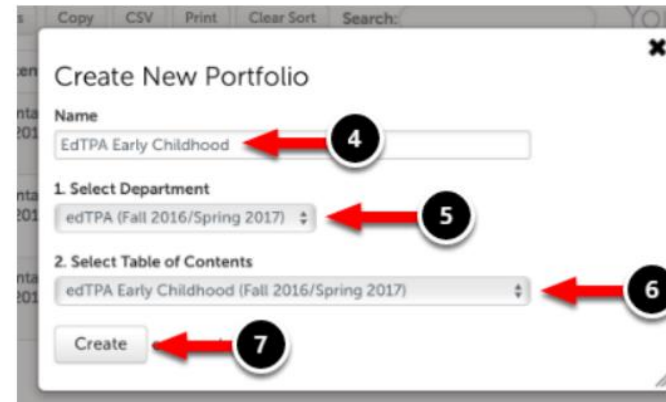 Copy CSV Print Clear Sort Search:
Create New Portfolio
Name
EdTPA Early Childhood
4
1. Select Department
edTPA (Fall 2016/Spring 2017)
5
2. Select Table of Contents
edTPA Early Childhood (Fall 2016/Spring 2017)
6
Create
7